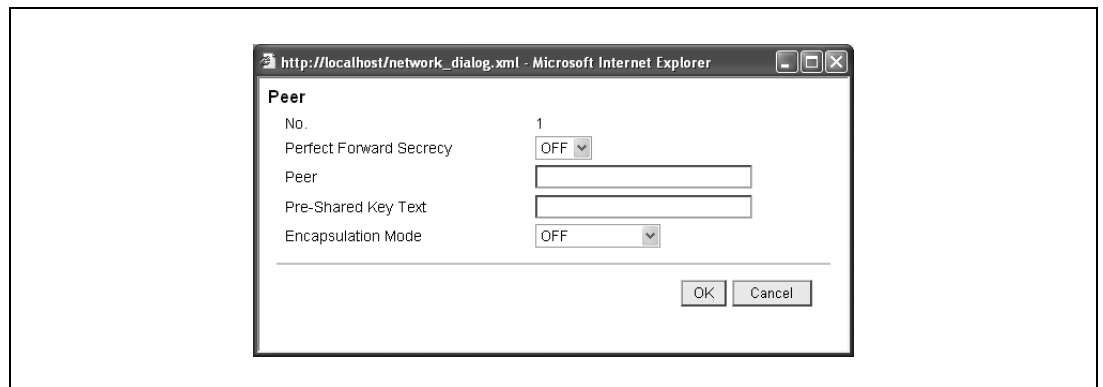 http://localhost/network_dialog.xml - Microsoft Internet Explorer
Peer
No. 1
Perfect Forward Secrecy OFF
Peer
Pre-Shared Key Text
Encapsulation Mode OFF
OK Cancel